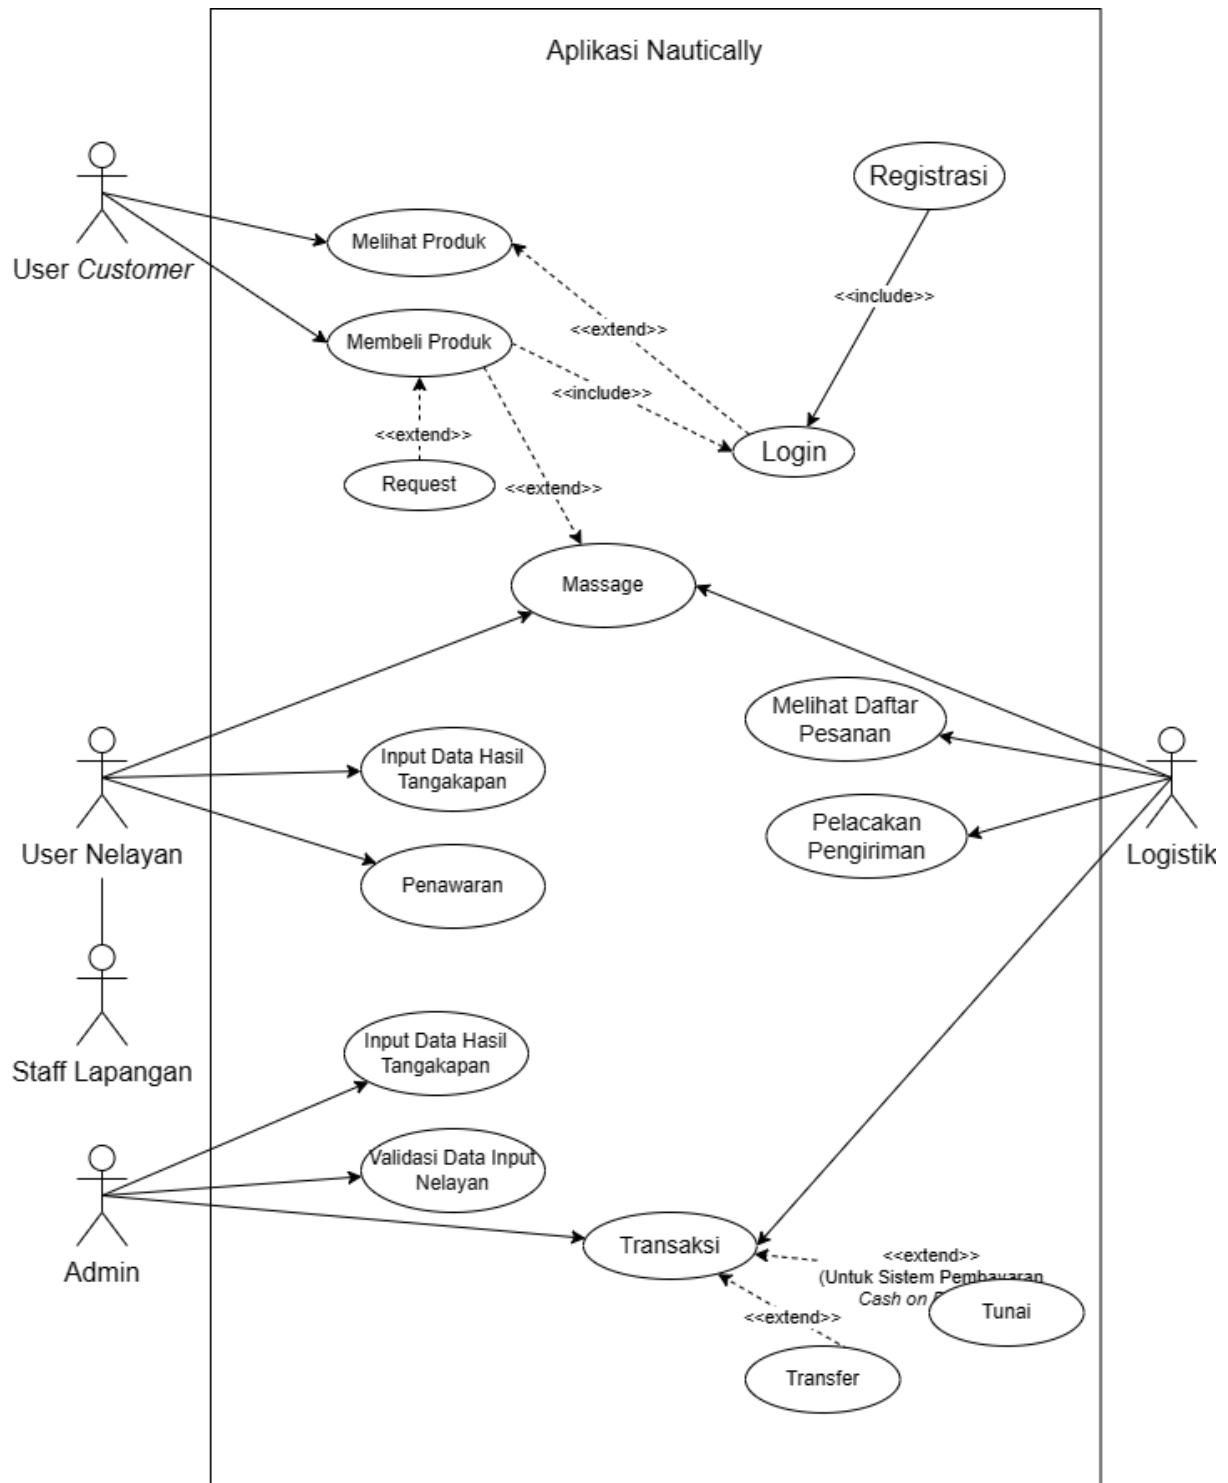 Aplikasi Nautically
Registrasi
Melihat Produk
User Customer
<<include>>
<<extend>>
Membeli Produk
<<include>>
<<extend>>
Login
Request
<<extend>>
Massage
Melihat Daftar
Pesanan
Input Data Hasil
Tangakapan
Pelacakan
Pengiriman
User Nelayan
Logistik
Penawaran
Input Data Hasil
Tangakapan
Staff Lapangan
Validasi Data Input
Nelayan
Transaksi
Admin
<<extend>>
(Untuk Sistem Pembayaran
Cash on
Tunai
<<extend>>
Transfer